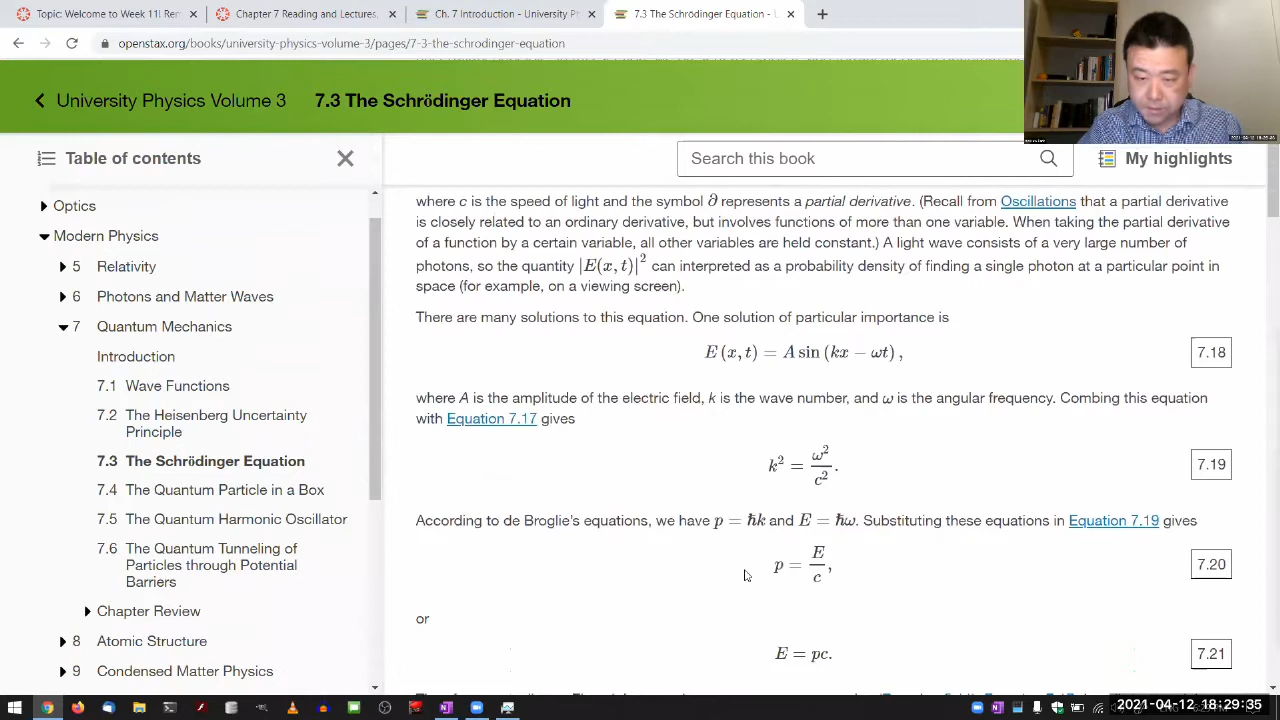 Topic: Welcome to Week 11! Rem
Chapter 7 Reading and Lectures,
Ch. 7 Introduction - University Ph
7.3 The Schrödinger Equation - U
openstax.org/books/university-physics-volume-3/pages/7-3-the-schrodinger-equation
University Physics Volume 3
7.3 The Schrödinger Equation
2021-04-12 18:29:35
Table of contents
Search this book
My highlights
Optics
Modern Physics
5 Relativity
6 Photons and Matter Waves
7 Quantum Mechanics
Introduction
7.1 Wave Functions
7.2 The Heisenberg Uncertainty
Principle
7.3 The Schrödinger Equation
7.4 The Quantum Particle in a Box
7.5 The Quantum Harmonic Oscillator
7.6 The Quantum Tunneling of
Particles through Potential
Barriers
Chapter Review
8 Atomic Structure
9 Condensed Matter Physics
where c is the speed of light and the symbol ∂ represents a partial derivative. (Recall from Oscillations that a partial derivative
is closely related to an ordinary derivative, but involves functions of more than one variable. When taking the partial derivative
of a function by a certain variable, all other variables are held constant.) A light wave consists of a very large number of
photons, so the quantity |E(x, t)|² can interpreted as a probability density of finding a single photon at a particular point in
space (for example, on a viewing screen).
There are many solutions to this equation. One solution of particular importance is
E (x, t) = A sin (kx − ωt) , 7.18
where A is the amplitude of the electric field, k is the wave number, and ω is the angular frequency. Combing this equation
with Equation 7.17 gives
k² = ω²/c². 7.19
According to de Broglie’s equations, we have p = ℏk and E = ℏω. Substituting these equations in Equation 7.19 gives
p = E/c, 7.20
or
E = pc. 7.21
2021-04-12 18:29:35